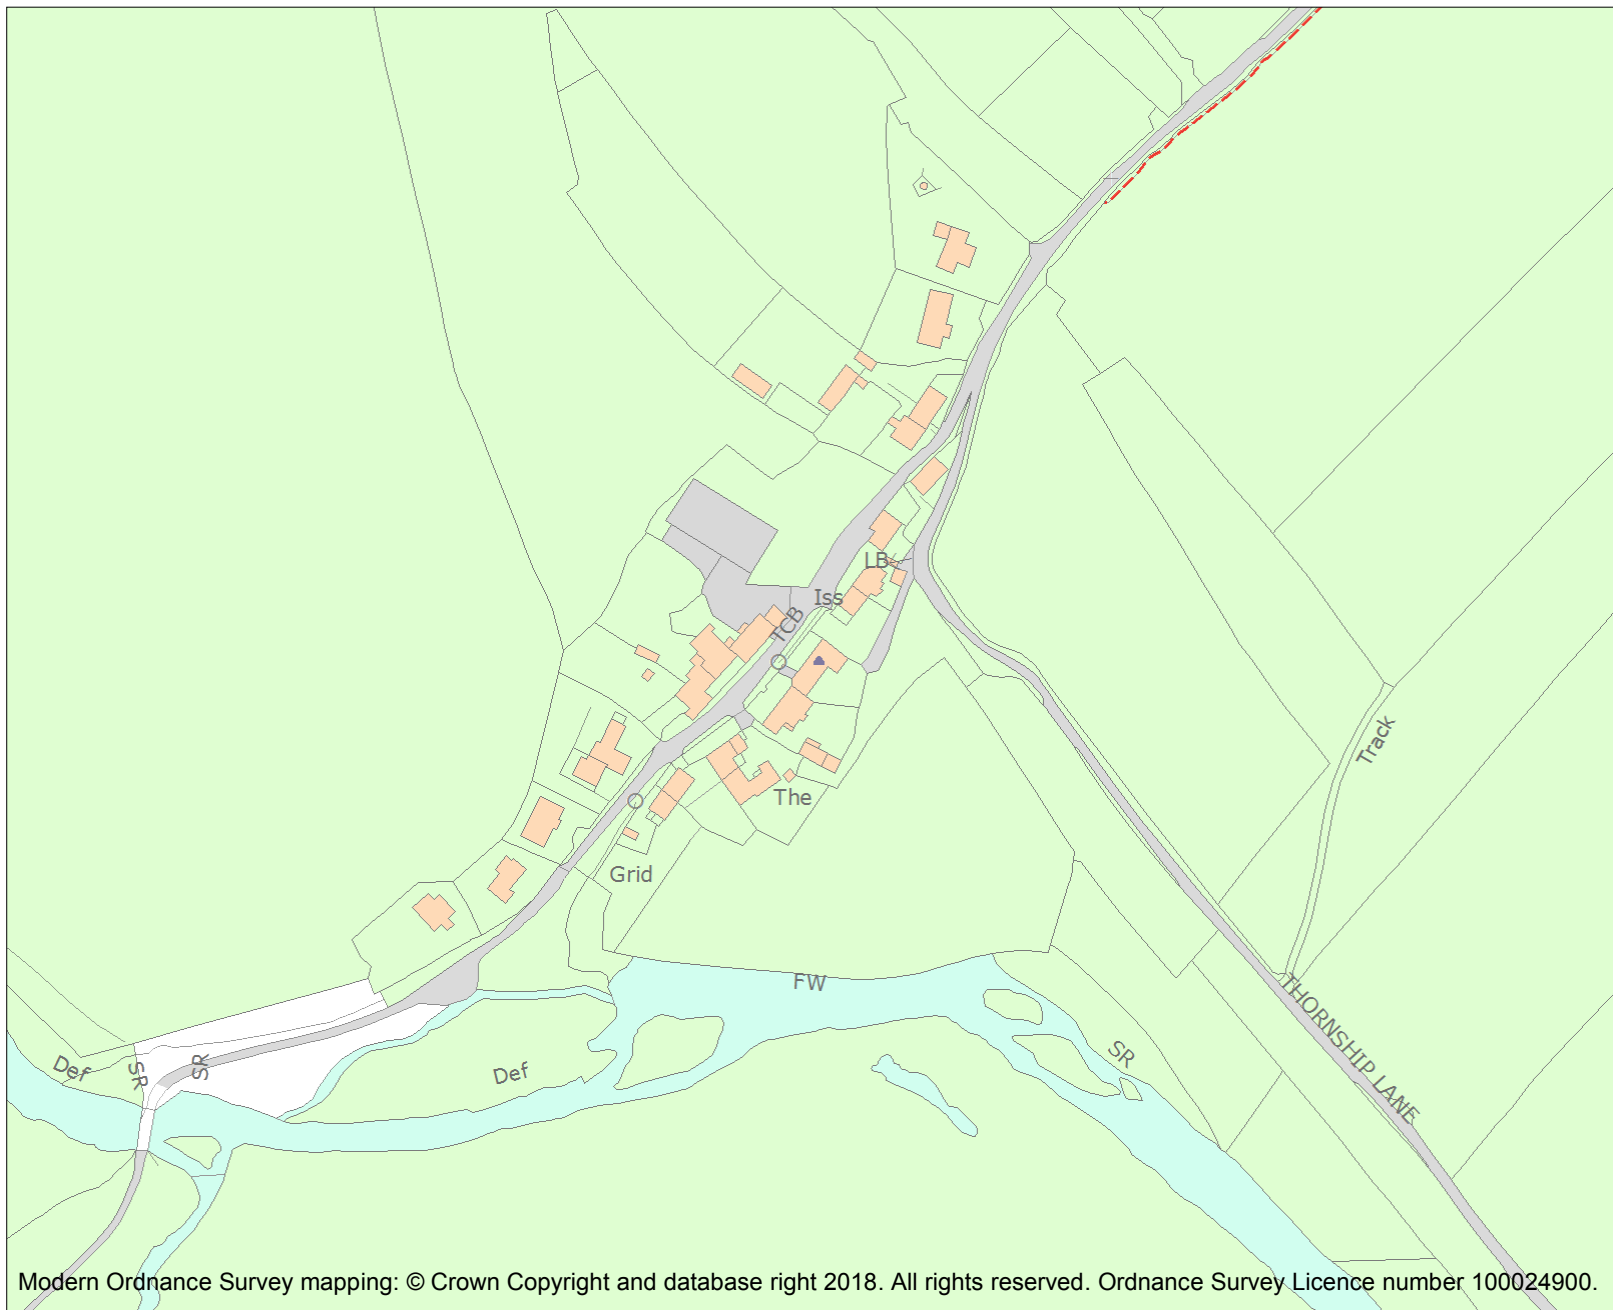 LB
Iss
TCB
Track
The
Grid
FW
THORNSHIP LANE
SR
Def
SR
SR
Def
Modern Ordnance Survey mapping: © Crown Copyright and database right 2018. All rights reserved. Ordnance Survey Licence number 100024900.